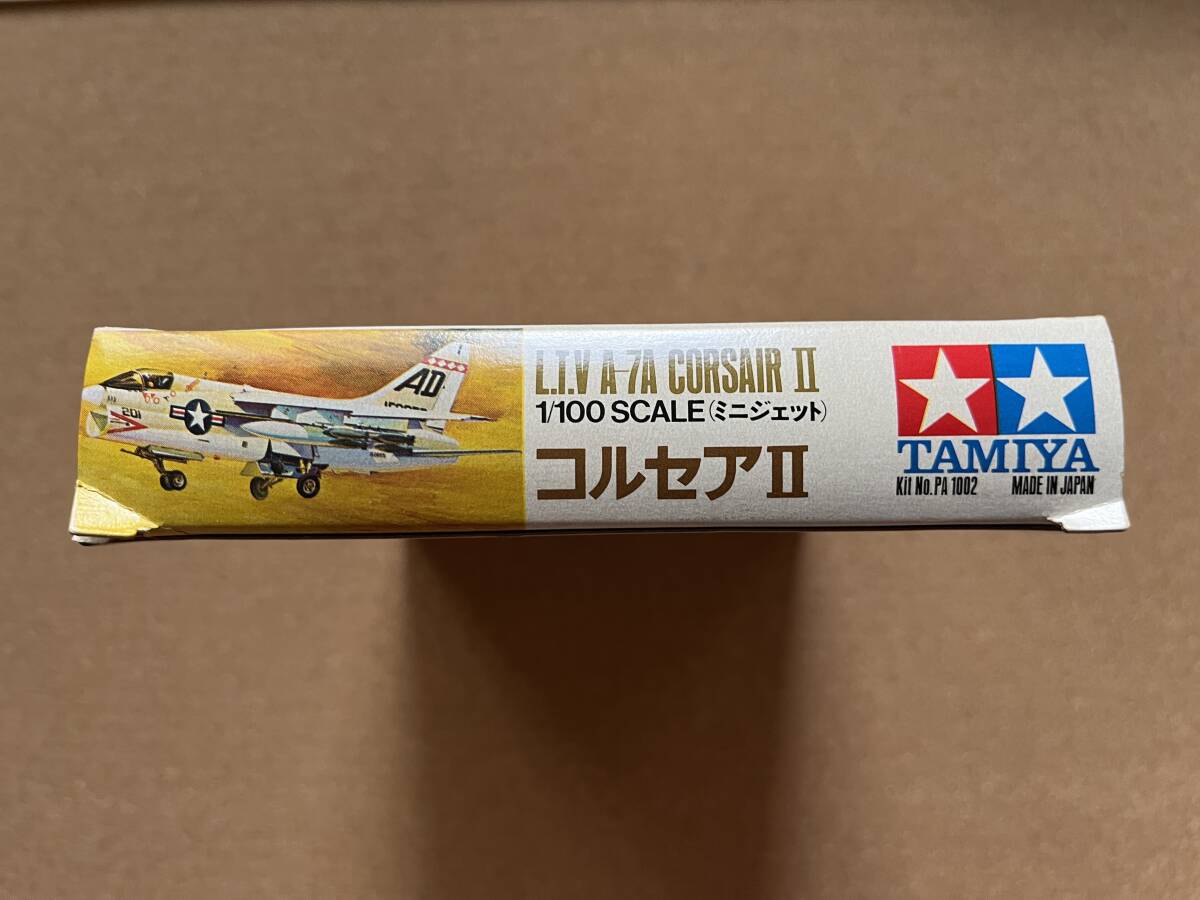 L.T.V A-7A CORSAIR II
1/100 SCALE(ミニジェット)
コルセアII
TAMIYA
Kit No. PA 1002 MADE IN JAPAN
AD
201